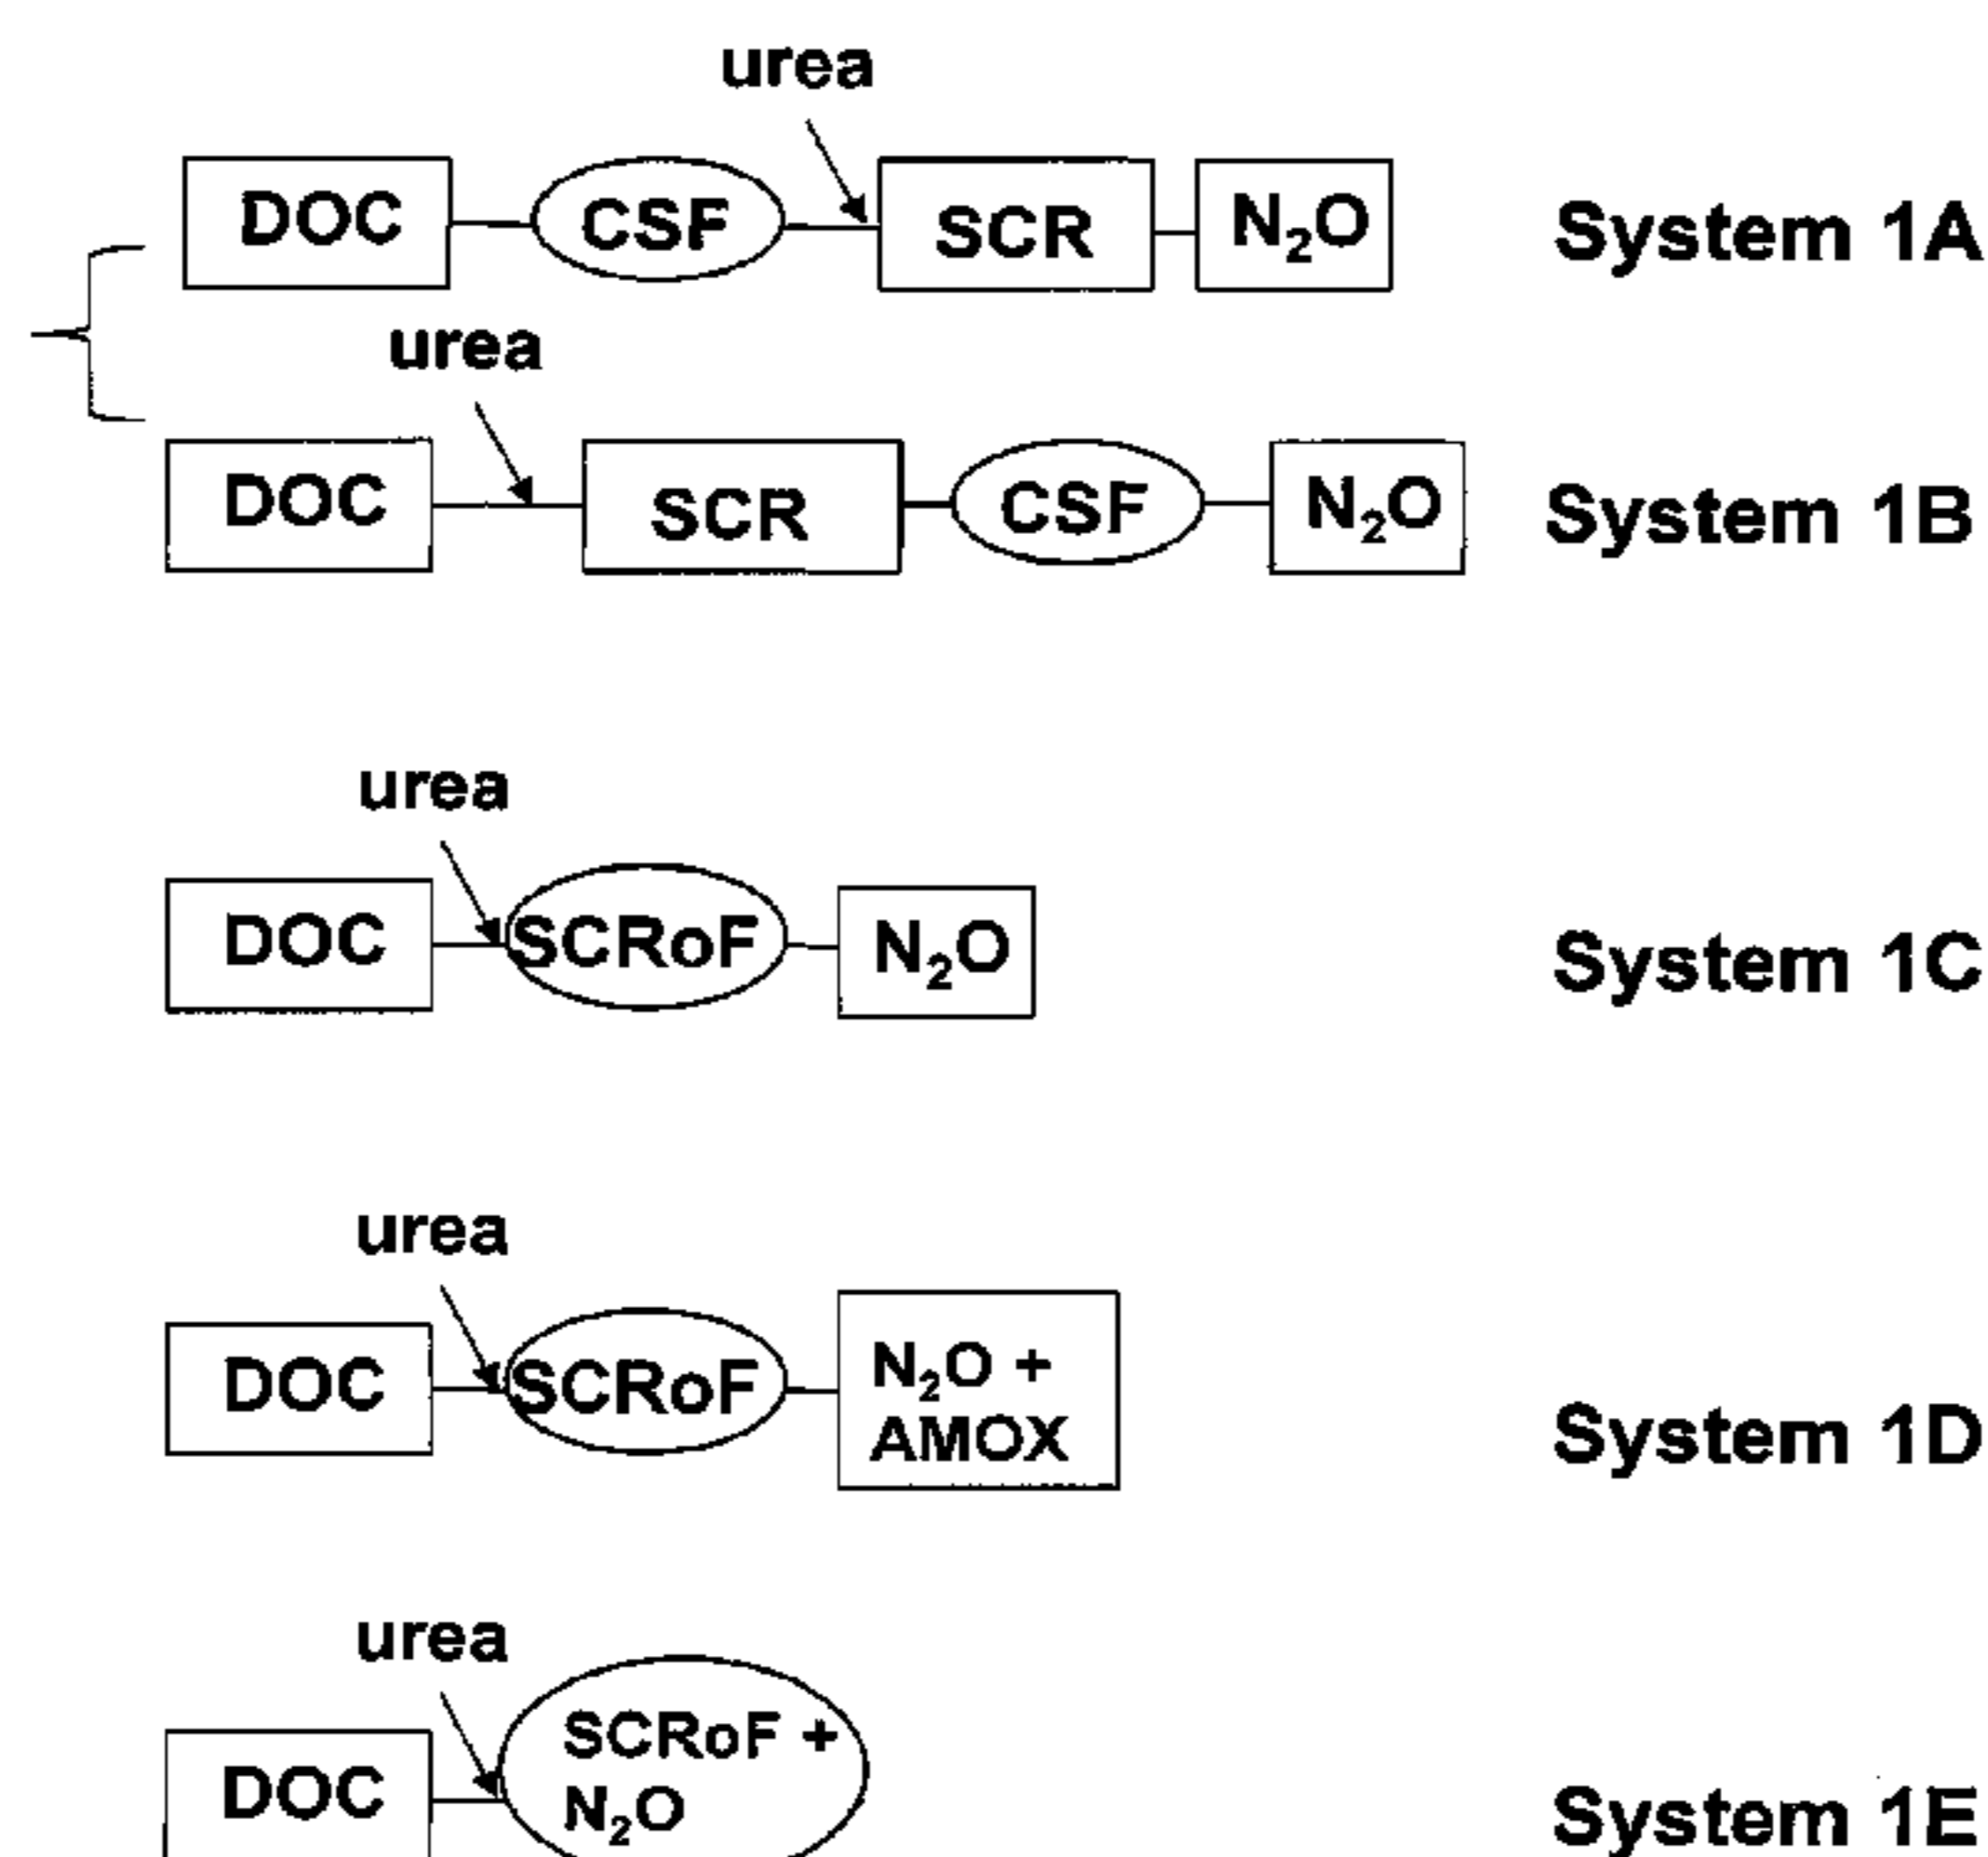 urea
DOC CSF SCR N₂O System 1A
urea
DOC SCR CSF N₂O System 1B
urea
DOC SCRoF N₂O System 1C
urea
DOC SCRoF N₂O +
AMOX System 1D
urea
SCRoF +
DOC N₂O System 1E